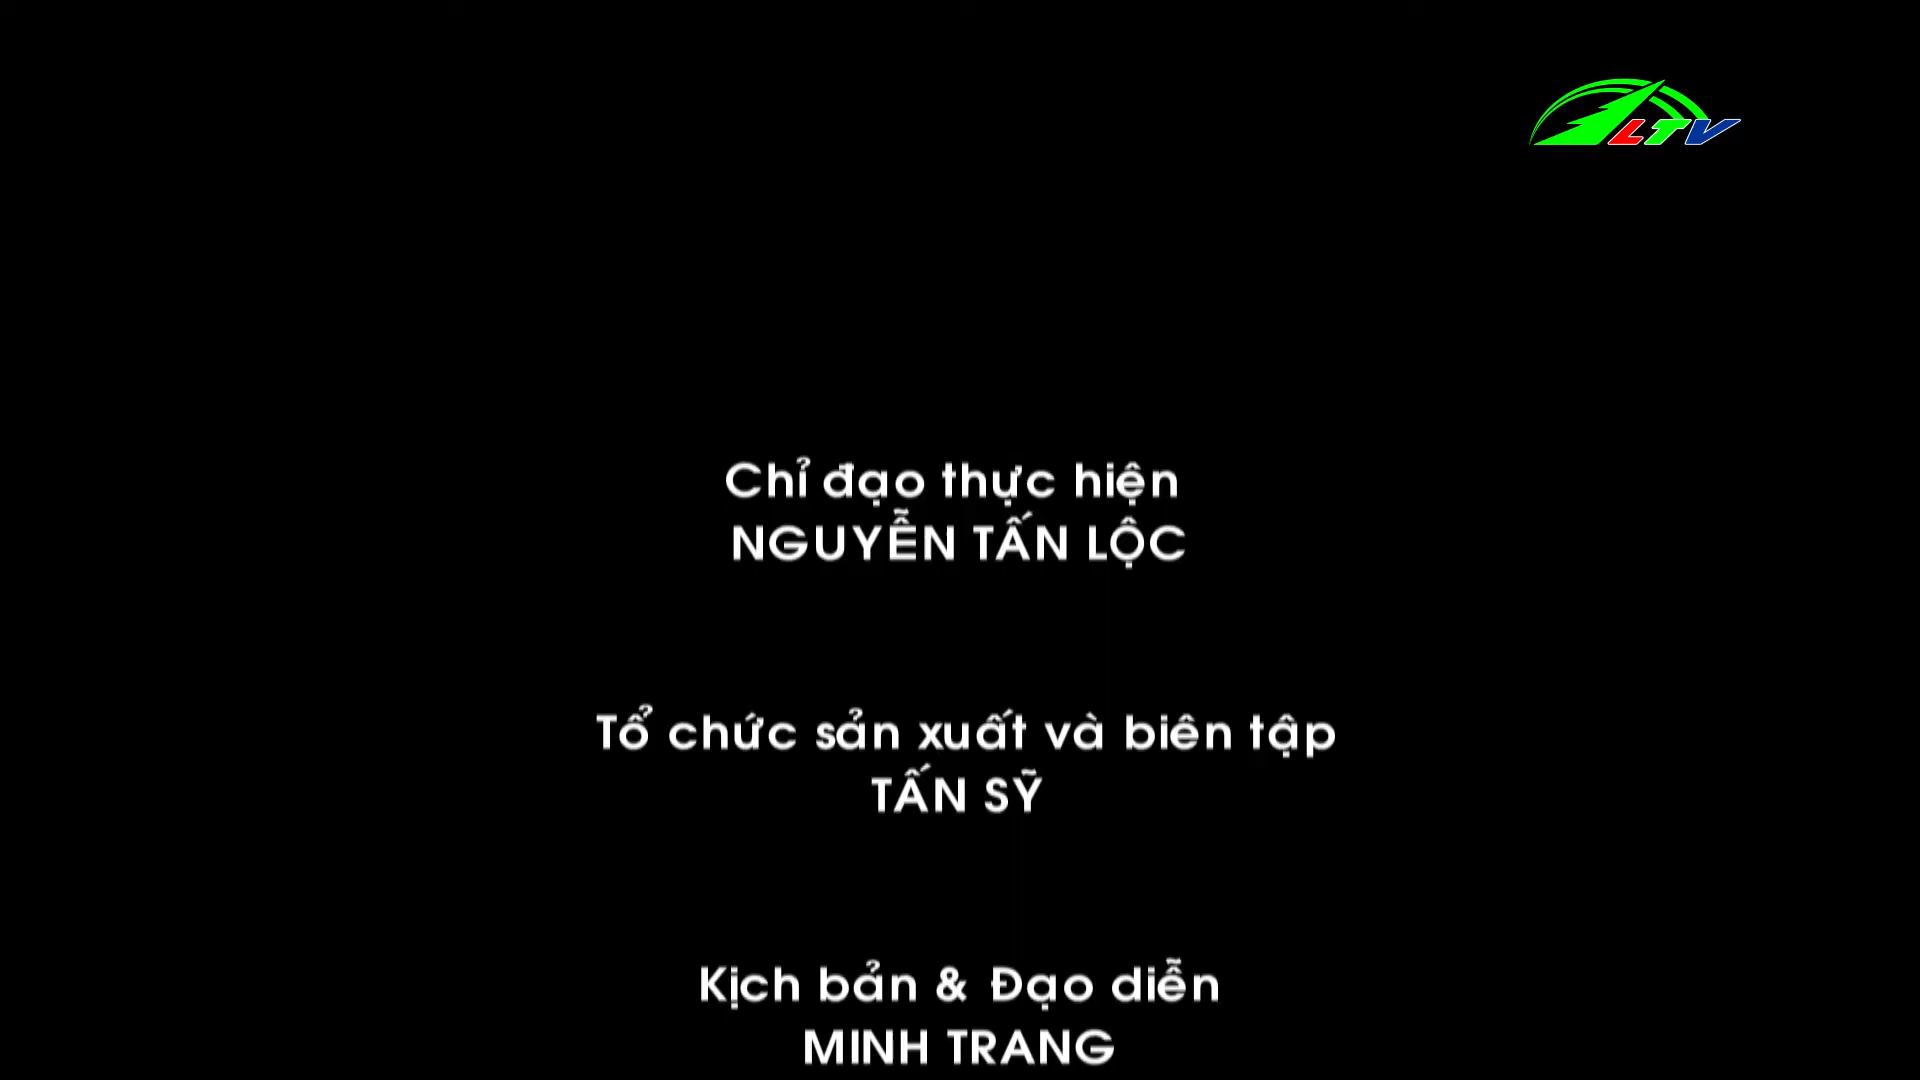 LTV
Chỉ đạo thực hiện
NGUYỄN TẤN LỘC
Tổ chức sản xuất và biên tập
TẤN SỸ
Kịch bản & Đạo diễn
MINH TRANG